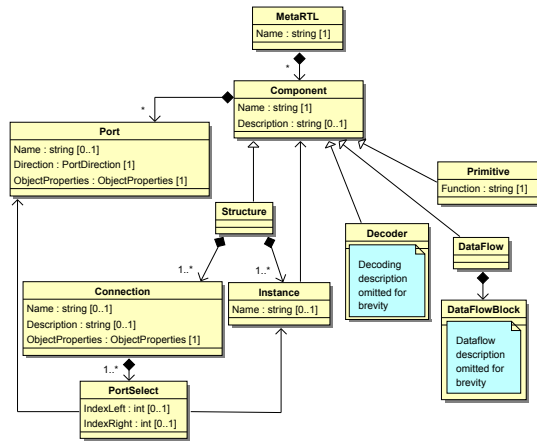 MetaRTL
Name : string [1]
*
Component
Name : string [1]
Description : string [0..1]
*
Port
Name : string [0..1]
Direction : PortDirection [1]
ObjectProperties : ObjectProperties [1]
Primitive
Function : string [1]
Structure
Decoder
Decoding
description
omitted for
brevity
DataFlow
1..*
1..*
Connection
Name : string [0..1]
Description : string [0..1]
ObjectProperties : ObjectProperties [1]
Instance
Name : string [0..1]
DataFlowBlock
Dataflow
description
omitted for
brevity
1..*
PortSelect
IndexLeft : int [0..1]
IndexRight : int [0..1]